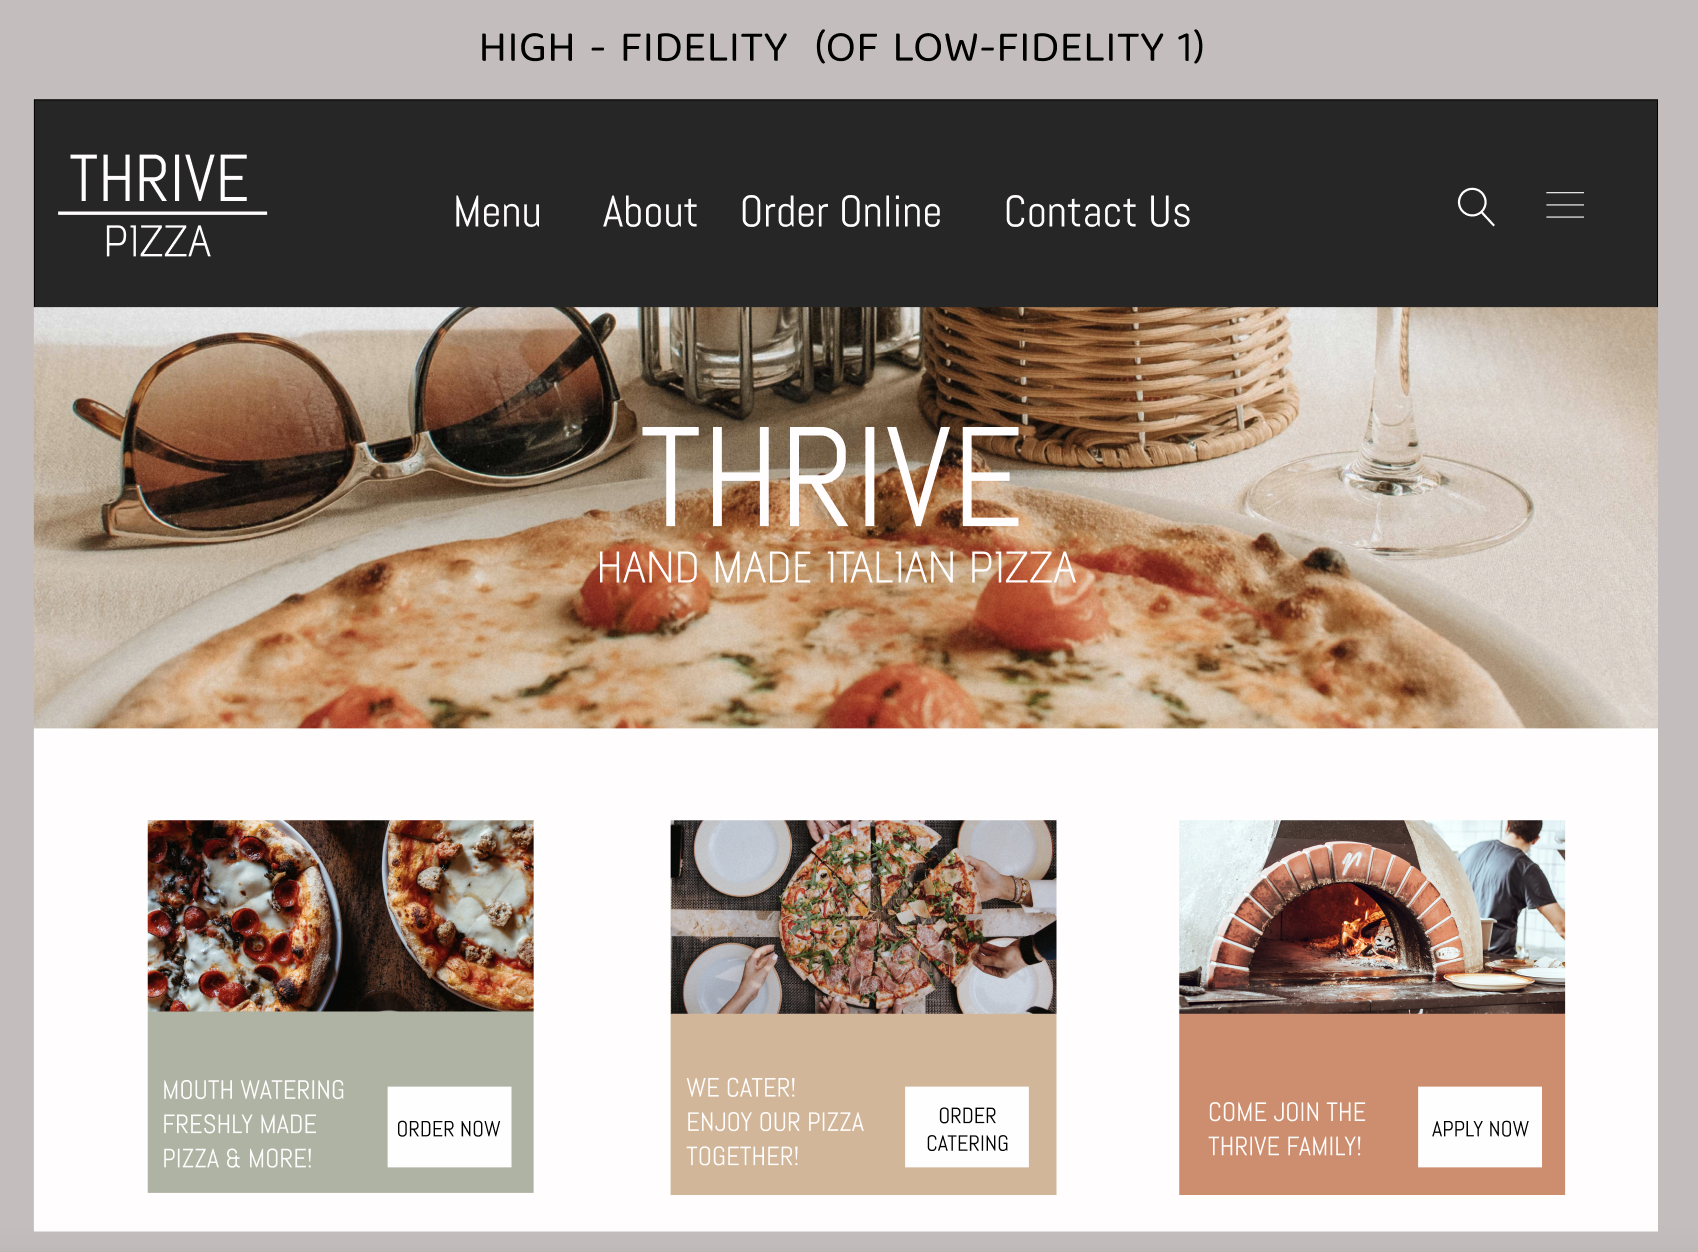 HIGH - FIDELITY (OF LOW-FIDELITY 1)
THRIVE
PIZZA
Menu About Order Online Contact Us
THRIVE
HAND MADE ITALIAN PIZZA
MOUTH WATERING
FRESHLY MADE
PIZZA & MORE!
ORDER NOW
WE CATER!
ENJOY OUR PIZZA
TOGETHER!
ORDER
CATERING
COME JOIN THE
THRIVE FAMILY!
APPLY NOW